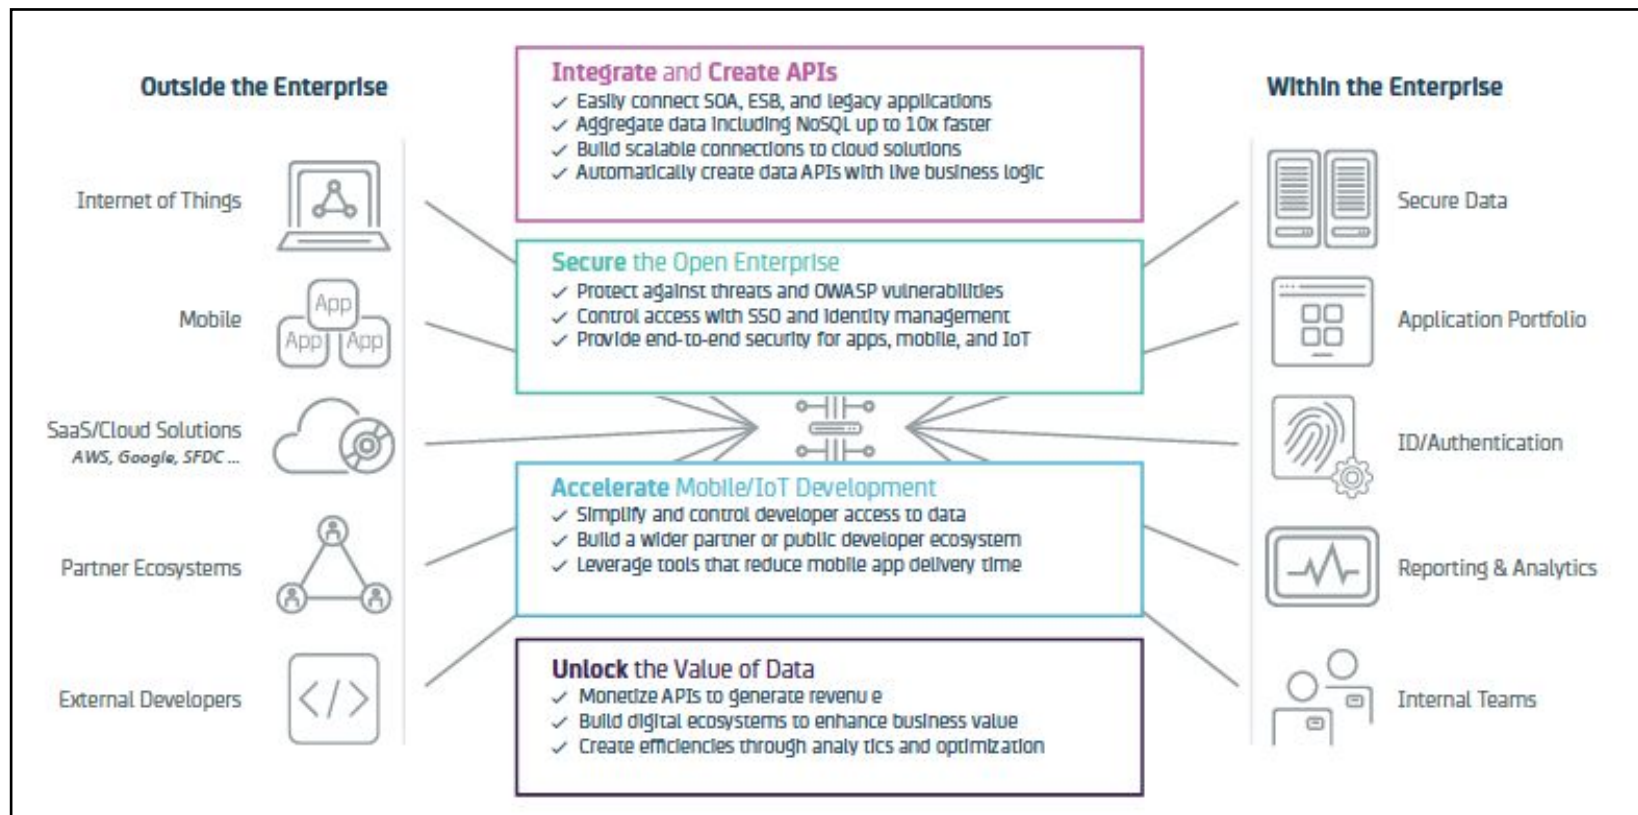 Outside the Enterprise
Internet of Things
Mobile
App
App App
SaaS/Cloud Solutions
AWS, Google, SFDC ...
Partner Ecosystems
External Developers
</>
Integrate and Create APIs
✓ Easily connect SOA, ESB, and legacy applications
✓ Aggregate data including NoSQL up to 10x faster
✓ Build scalable connections to cloud solutions
✓ Automatically create data APIs with live business logic
Secure the Open Enterprise
✓ Protect against threats and OWASP vulnerabilities
✓ Control access with SSO and identity management
✓ Provide end-to-end security for apps, mobile, and IoT
Accelerate Mobile/IoT Development
✓ Simplify and control developer access to data
✓ Build a wider partner or public developer ecosystem
✓ Leverage tools that reduce mobile app delivery time
Unlock the Value of Data
✓ Monetize APIs to generate revenu e
✓ Build digital ecosystems to enhance business value
✓ Create efficiencies through analy tics and optimization
Within the Enterprise
Secure Data
Application Portfolio
ID/Authentication
Reporting & Analytics
Internal Teams